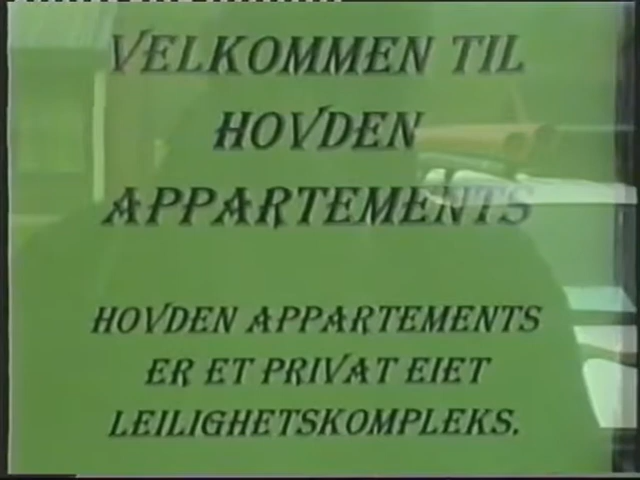 VELKOMMEN TIL
HOVDEN
APPARTEMENTS
HOVDEN APPARTEMENTS
ER ET PRIVAT EIET
LEILIGHETSKOMPLEKS.